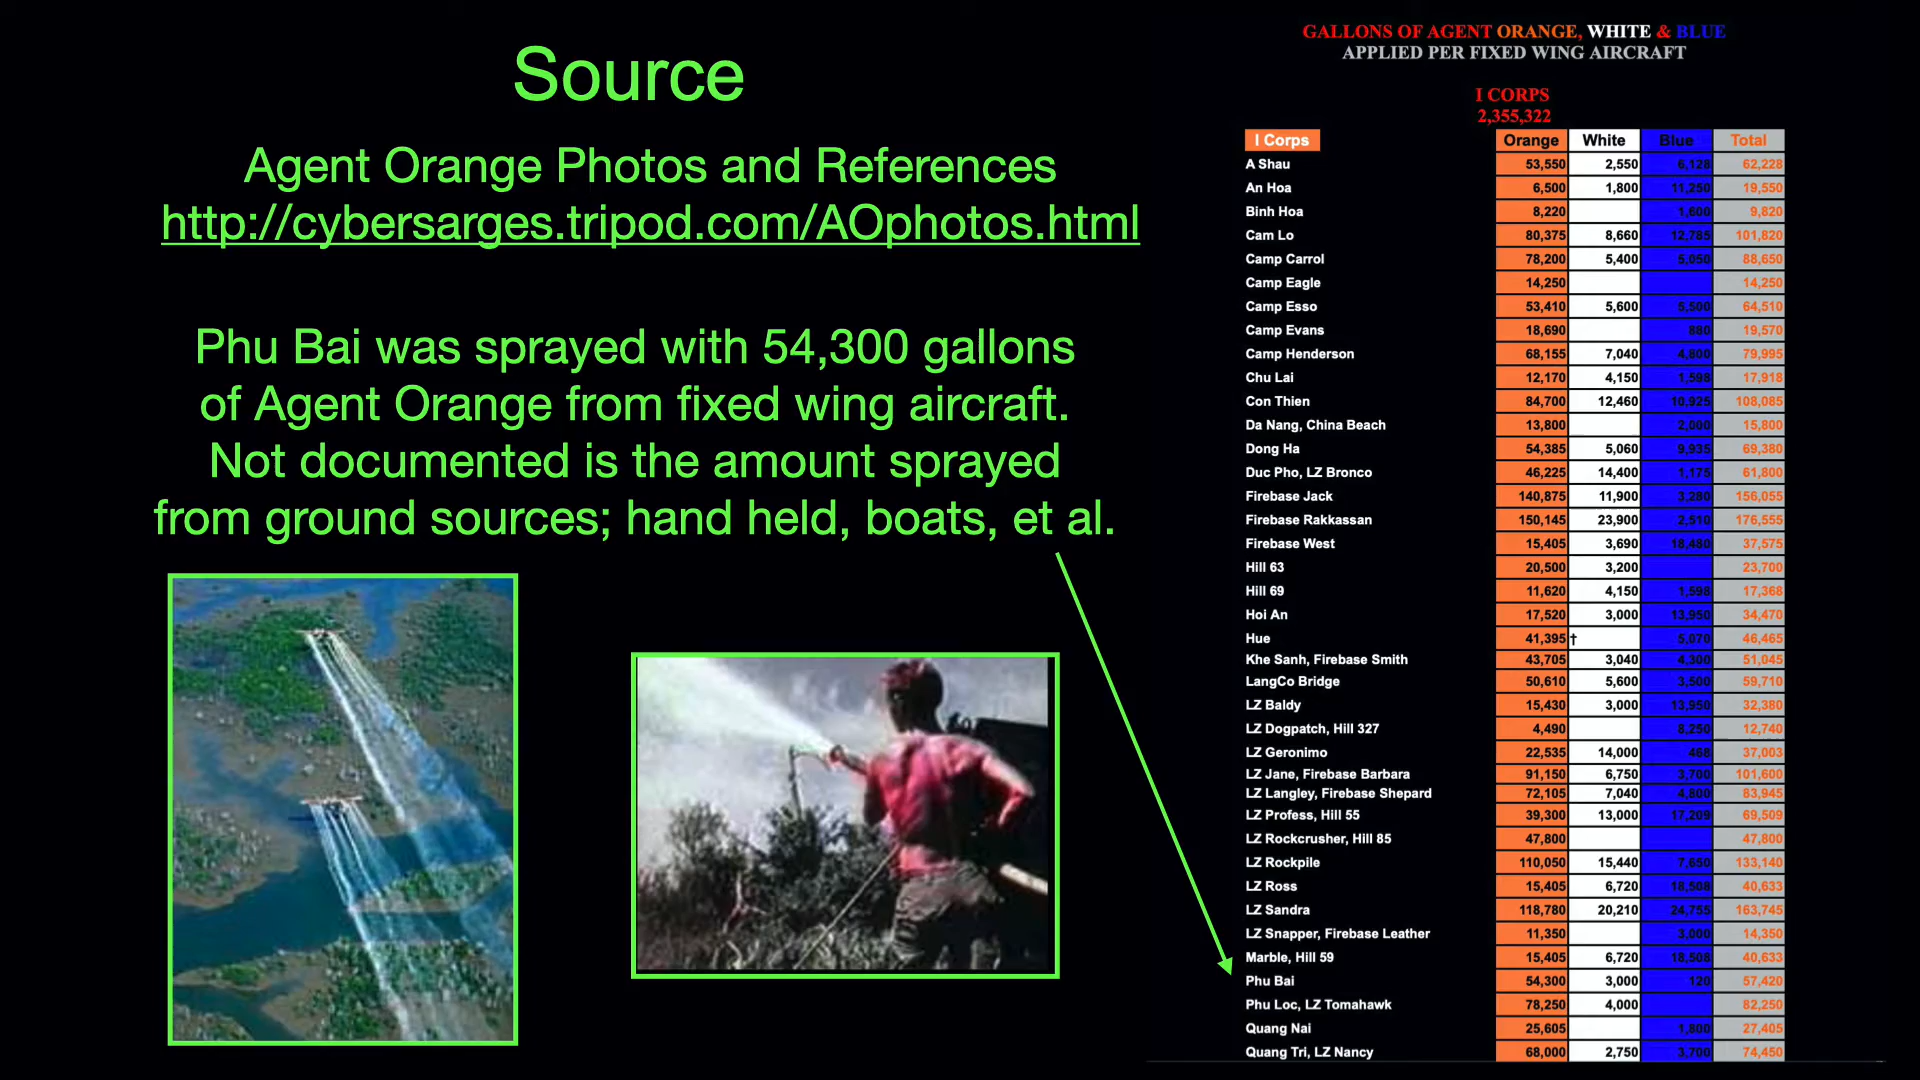 Source
Agent Orange Photos and References
http://cybersarges.tripod.com/AOphotos.html
Phu Bai was sprayed with 54,300 gallons
of Agent Orange from fixed wing aircraft.
Not documented is the amount sprayed
from ground sources; hand held, boats, et al.
GALLONS OF AGENT ORANGE, WHITE & BLUE
APPLIED PER FIXED WING AIRCRAFT
I CORPS
2,355,322
I Corps Orange White Blue Total
A Shau 53,550 2,550 6,128 62,228
An Hoa 6,500 1,800 11,250 19,550
Binh Hoa 8,220 1,600 9,820
Cam Lo 80,375 8,660 12,785 101,820
Camp Carrol 78,200 5,400 5,050 88,650
Camp Eagle 14,250 14,250
Camp Esso 53,410 5,600 5,500 64,510
Camp Evans 18,690 880 19,570
Camp Henderson 68,155 7,040 4,800 79,995
Chu Lai 12,170 4,150 1,598 17,918
Con Thien 84,700 12,460 10,925 108,085
Da Nang, China Beach 13,800 2,000 15,800
Dong Ha 54,385 5,060 9,935 69,380
Duc Pho, LZ Bronco 46,225 14,400 1,175 61,800
Firebase Jack 140,875 11,900 3,280 156,055
Firebase Rakkassan 150,145 23,900 2,510 176,555
Firebase West 15,405 3,690 18,480 37,575
Hill 63 20,500 3,200 23,700
Hill 69 11,620 4,150 1,598 17,368
Hoi An 17,520 3,000 13,950 34,470
Hue 41,395 † 5,070 46,465
Khe Sanh, Firebase Smith 43,705 3,040 4,300 51,045
LangCo Bridge 50,610 5,600 3,500 59,710
LZ Baldy 15,430 3,000 13,950 32,380
LZ Dogpatch, Hill 327 4,490 8,250 12,740
LZ Geronimo 22,535 14,000 468 37,003
LZ Jane, Firebase Barbara 91,150 6,750 3,700 101,600
LZ Langley, Firebase Shepard 72,105 7,040 4,800 83,945
LZ Profess, Hill 55 39,300 13,000 17,209 69,509
LZ Rockcrusher, Hill 85 47,800 47,800
LZ Rockpile 110,050 15,440 7,650 133,140
LZ Ross 15,405 6,720 18,508 40,633
LZ Sandra 118,780 20,210 24,755 163,745
LZ Snapper, Firebase Leather 11,350 3,000 14,350
Marble, Hill 59 15,405 6,720 18,508 40,633
Phu Bai 54,300 3,000 120 57,420
Phu Loc, LZ Tomahawk 78,250 4,000 82,250
Quang Nai 25,605 1,800 27,405
Quang Tri, LZ Nancy 68,000 2,750 3,700 74,450